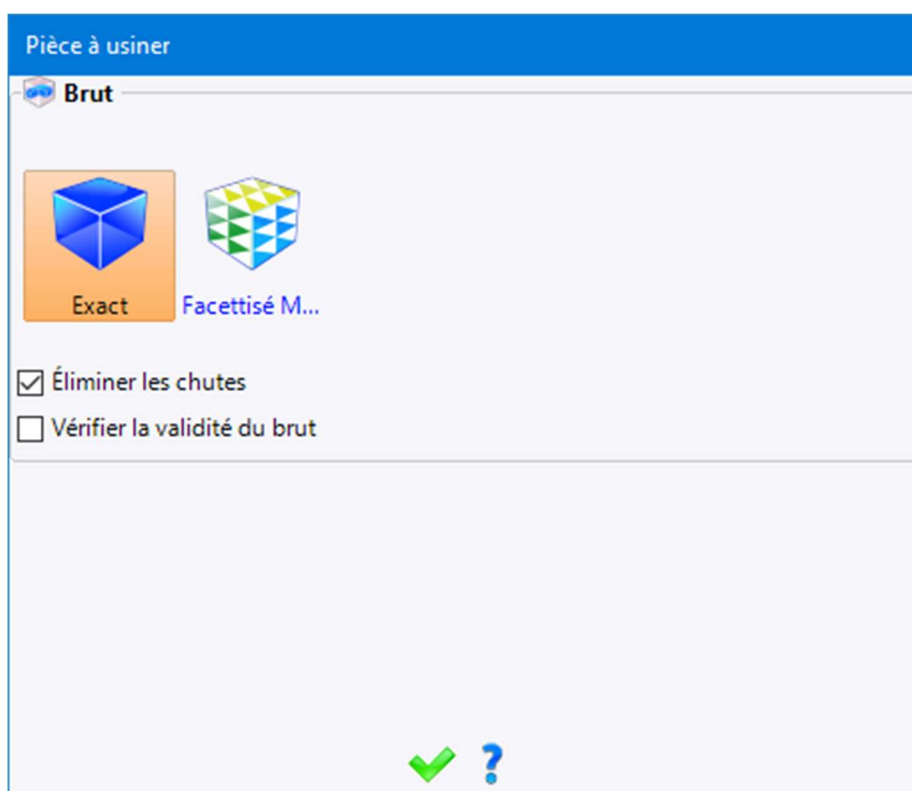 Pièce à usiner
Brut
Exact
Facettisé M...
Éliminer les chutes
Vérifier la validité du brut